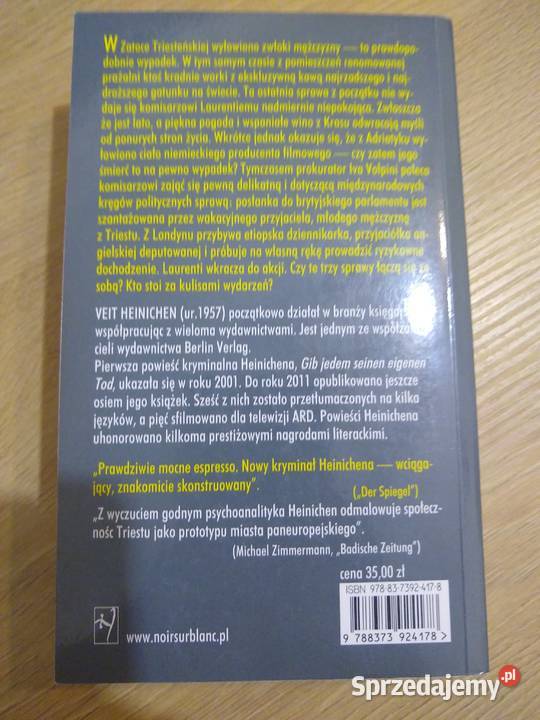 W Zatoce Triesteńskiej wyłowiono zwłoki mężczyzny — to prawdopodo-
dobnie wypadek. W tym samym czasie z pomieszczeń renomowanej
prażalni ktoś kradnie worki z ekskluzywną kawą najrzadszego i naj-
droższego gatunku na świecie. Ta ostatnia sprawa z początku nie wy-
daje się komisarzowi Laurentiemu nadmiernie niepokojąca. Zwłaszcza
że jest lato, a piękna pogoda i wspaniałe wino z Krasu odwracają myśli
od ponurych stron życia. Wkrótce jednak okazuje się, że z Adriatyku wy-
łowiono ciało niemieckiego producenta filmowego — czy zatem jego
śmierć to na pewno wypadek? Tymczasem prokurator Iva Volpini poleca
komisarzowi zająć się pewną delikatną i dotyczącą międzynarodowych
kręgów politycznych sprawą: posłanka do brytyjskiego parlamentu jest
szantażowana przez wakacyjnego przyjaciela, młodego mężczyznę
z Triestu. Z Londynu przybywa etiopska dziennikarka, przyjaciółka an-
gielskiej deputowanej i próbuje na własną rękę prowadzić ryzykowne
dochodzenie. Laurenti wkracza do akcji. Czy te trzy sprawy łączą się ze
sobą? Kto stoi za kulisami wydarzeń?
VEIT HEINICHEN (ur.1957) początkowo działał w branży księgar
współpracując z wieloma wydawnictwami. Jest jednym ze współzało
cieli wydawnictwa Berlin Verlag.
Pierwsza powieść kryminalna Heinichena, Gib jedem seinen eigenen
Tod, ukazała się w roku 2001. Do roku 2011 opublikowano jeszcze
osiem jego książek. Sześć z nich zostało przetłumaczonych na kilka
języków, a pięć sfilmowano dla telewizji ARD. Powieści Heinichena
uhonorowano kilkoma prestiżowymi nagrodami literackimi.
„Prawdziwie mocne espresso. Nowy kryminał Heinichena — wciąga-
jący, znakomicie skonstruowany”.
(„Der Spiegel”)
„Z wyczuciem godnym psychoanalityka Heinichen odmalowuje społecz-
ność Triestu jako prototypu miasta paneuropejskiego”.
(Michael Zimmermann, „Badische Zeitung”)
cena 35,00 zł
ISBN 978-83-7392-417-8
9 788373 924178 >
www.noirsurblanc.pl
Sprzedajemy.pl